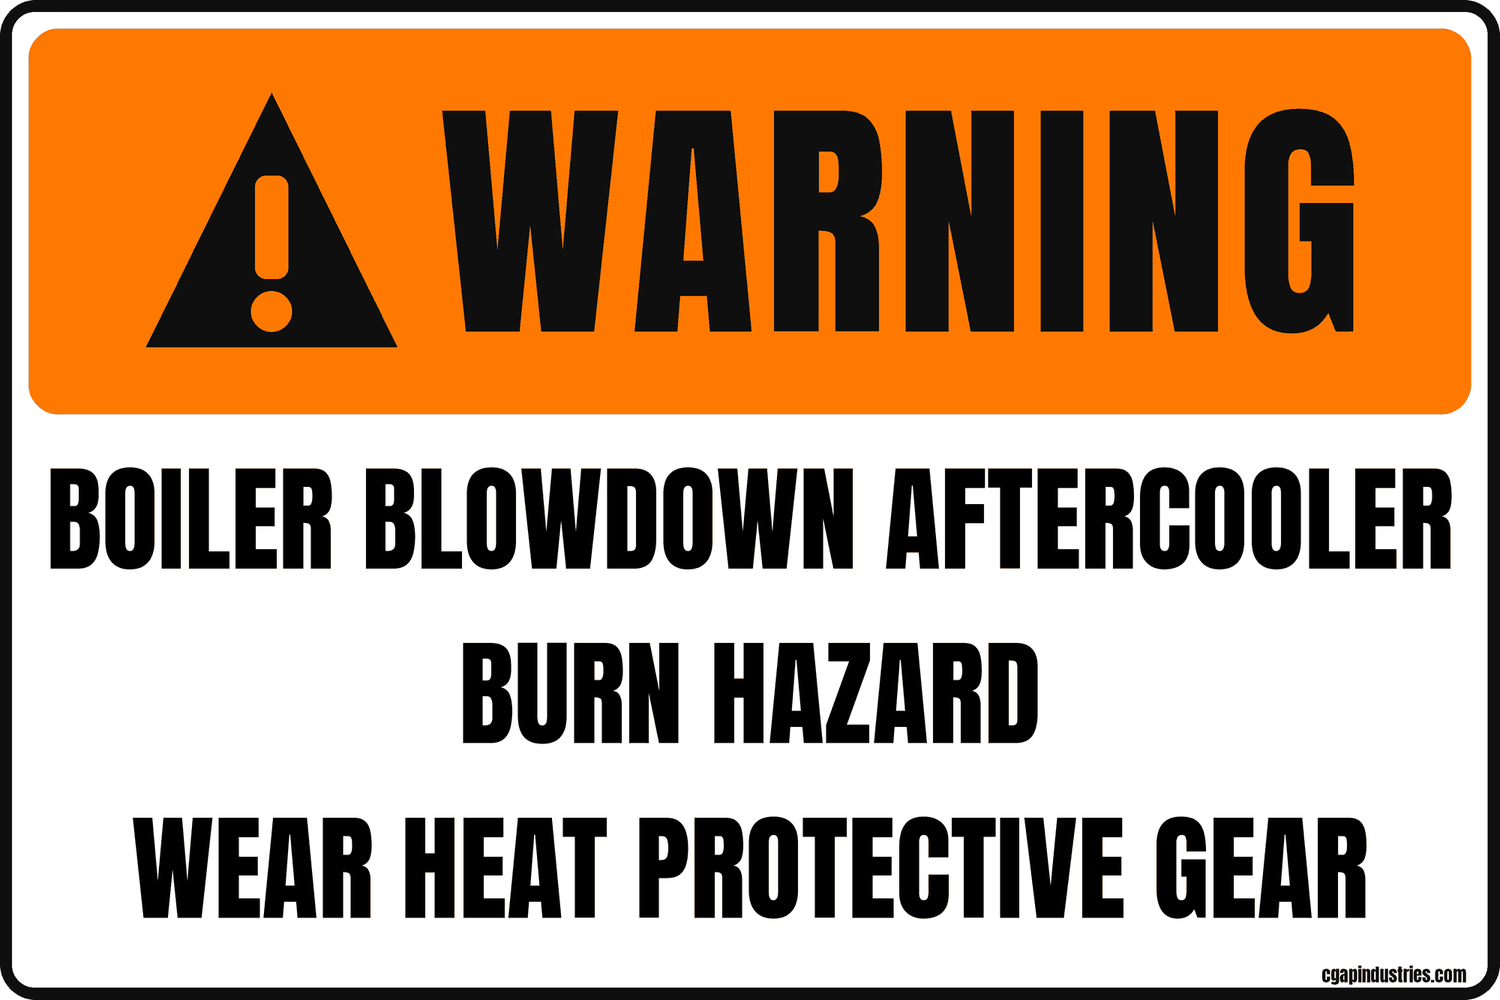 WARNING
BOILER BLOWDOWN AFTERCOOLER
BURN HAZARD
WEAR HEAT PROTECTIVE GEAR
cgapindustries.com